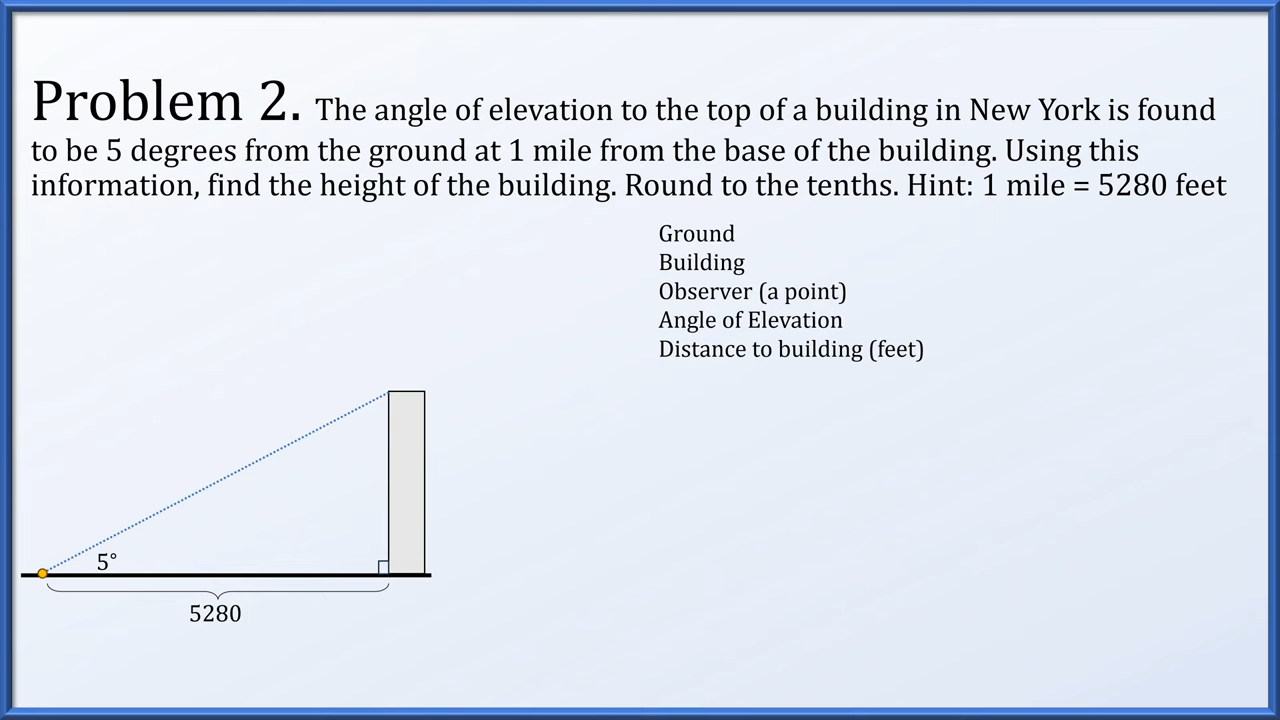 Problem 2. The angle of elevation to the top of a building in New York is found
to be 5 degrees from the ground at 1 mile from the base of the building. Using this
information, find the height of the building. Round to the tenths. Hint: 1 mile = 5280 feet
Ground
Building
Observer (a point)
Angle of Elevation
Distance to building (feet)
5°
5280